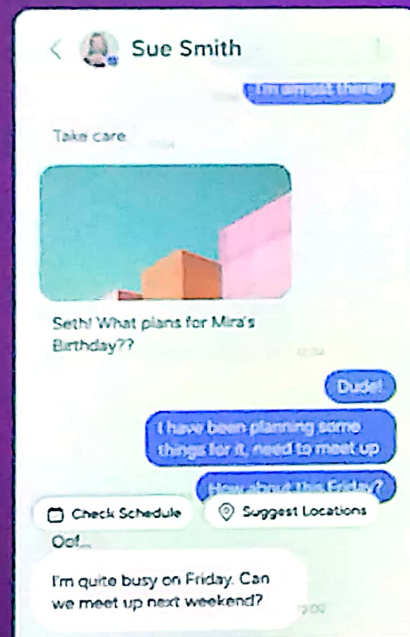 Sue Smith
I'm almost there!
Take care
Seth! What plans for Mira's
Birthday??
Dude!
I have been planning some
things for it, need to meet up
How about this Friday?
Check Schedule
Suggest Locations
Oof...
I'm quite busy on Friday. Can
we meet up next weekend?